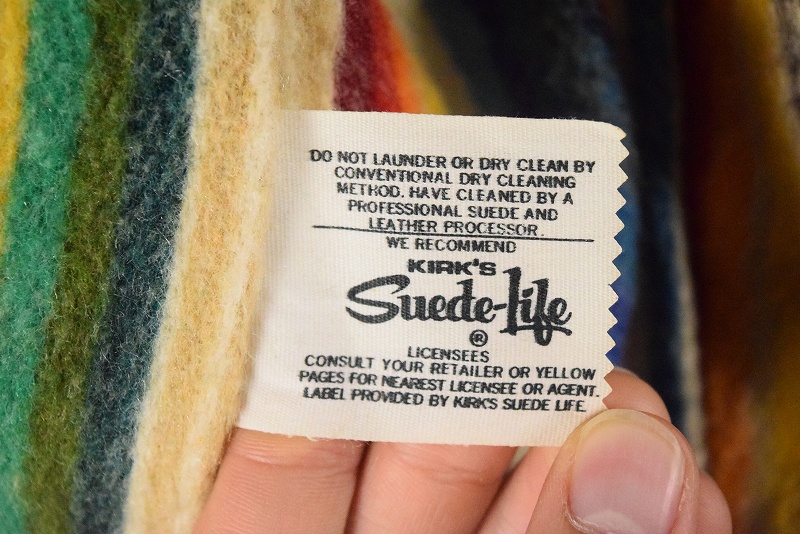 DO NOT LAUNDER OR DRY CLEAN BY
CONVENTIONAL DRY CLEANING
METHOD. HAVE CLEANED BY A
PROFESSIONAL SUEDE AND
LEATHER PROCESSOR.
WE RECOMMEND
KIRK'S
Suede-Life
®
LICENSEES
CONSULT YOUR RETAILER OR YELLOW
PAGES FOR NEAREST LICENSEE OR AGENT.
LABEL PROVIDED BY KIRK'S SUEDE LIFE